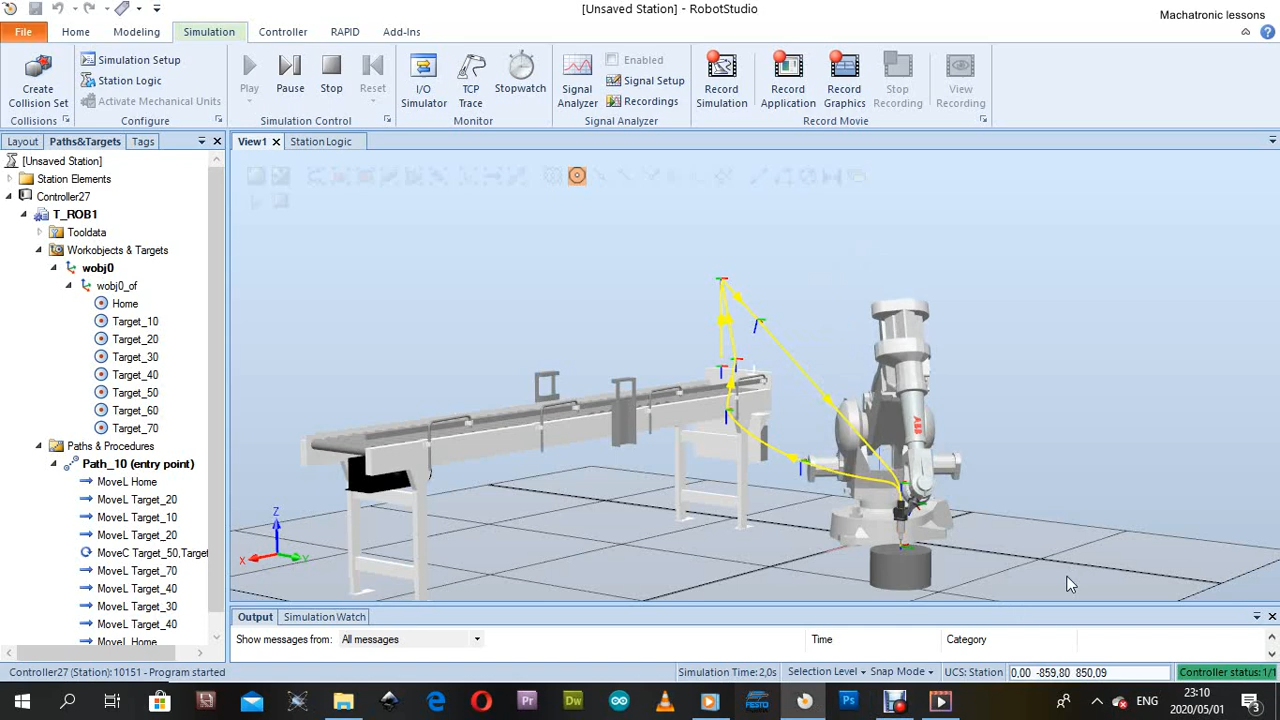 [Unsaved Station] - RobotStudio
Machatronic lessons
File Home Modeling Simulation Controller RAPID Add-Ins
Create Collision Set
Simulation Setup
Station Logic
Activate Mechanical Units
Play Pause Stop Reset
I/O Simulator
TCP Trace
Stopwatch
Signal Analyzer
Enabled
Signal Setup
Recordings
Record Simulation
Record Application
Record Graphics
Stop Recording
View Recording
Collisions Configure Simulation Control Monitor Signal Analyzer Record Movie
Layout Paths&Targets Tags
View1 Station Logic
[Unsaved Station]
Station Elements
Controller27
T_ROB1
Tooldata
Workobjects & Targets
wobj0
wobj0_of
Home
Target_10
Target_20
Target_30
Target_40
Target_50
Target_60
Target_70
Paths & Procedures
Path_10 (entry point)
MoveL Home
MoveL Target_20
MoveL Target_10
MoveL Target_20
MoveC Target_50,Target
MoveL Target_70
MoveL Target_40
MoveL Target_30
MoveL Target_40
MoveL Home
ABB
Z
X
Y
Output Simulation Watch
Show messages from: All messages Time Category
Controller27 (Station): 10151 - Program started Simulation Time: 2,0s Selection Level Snap Mode UCS: Station 0,00 -859,80 850,09 Controller status: 1/1
Pr Dw FESTO Ps ENG
23:10
2020/05/01
3